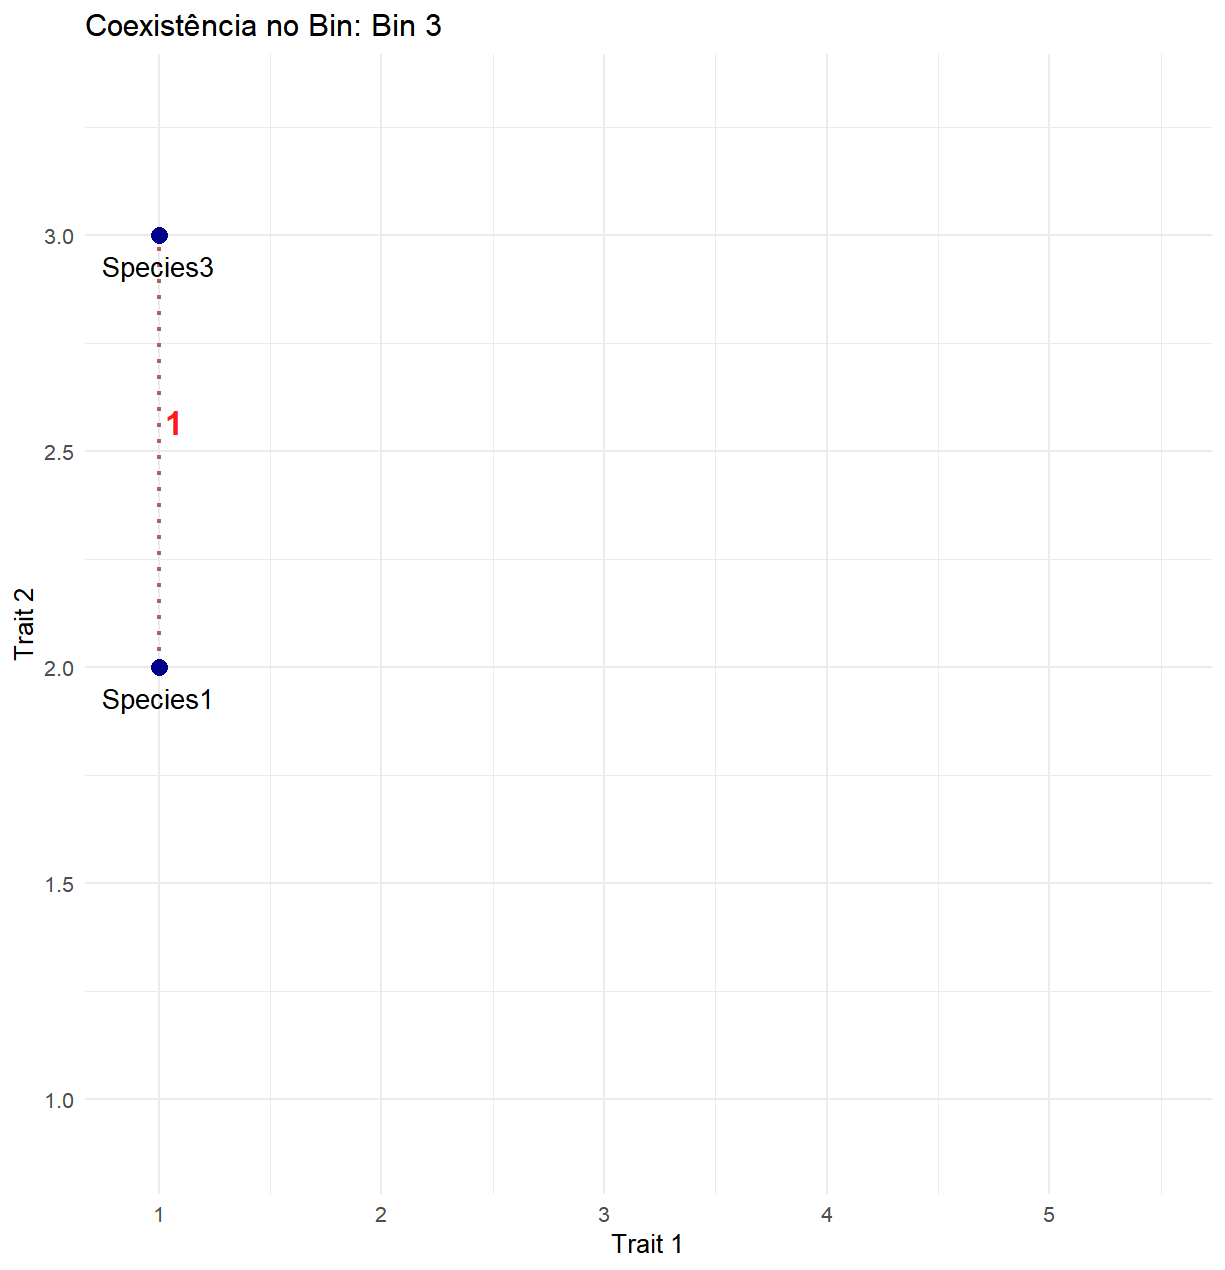 Coexistência no Bin: Bin 3
3.0
Species3
1
2.5
Trait 2
2.0
Species1
1.5
1.0
1 2 3 4 5
Trait 1